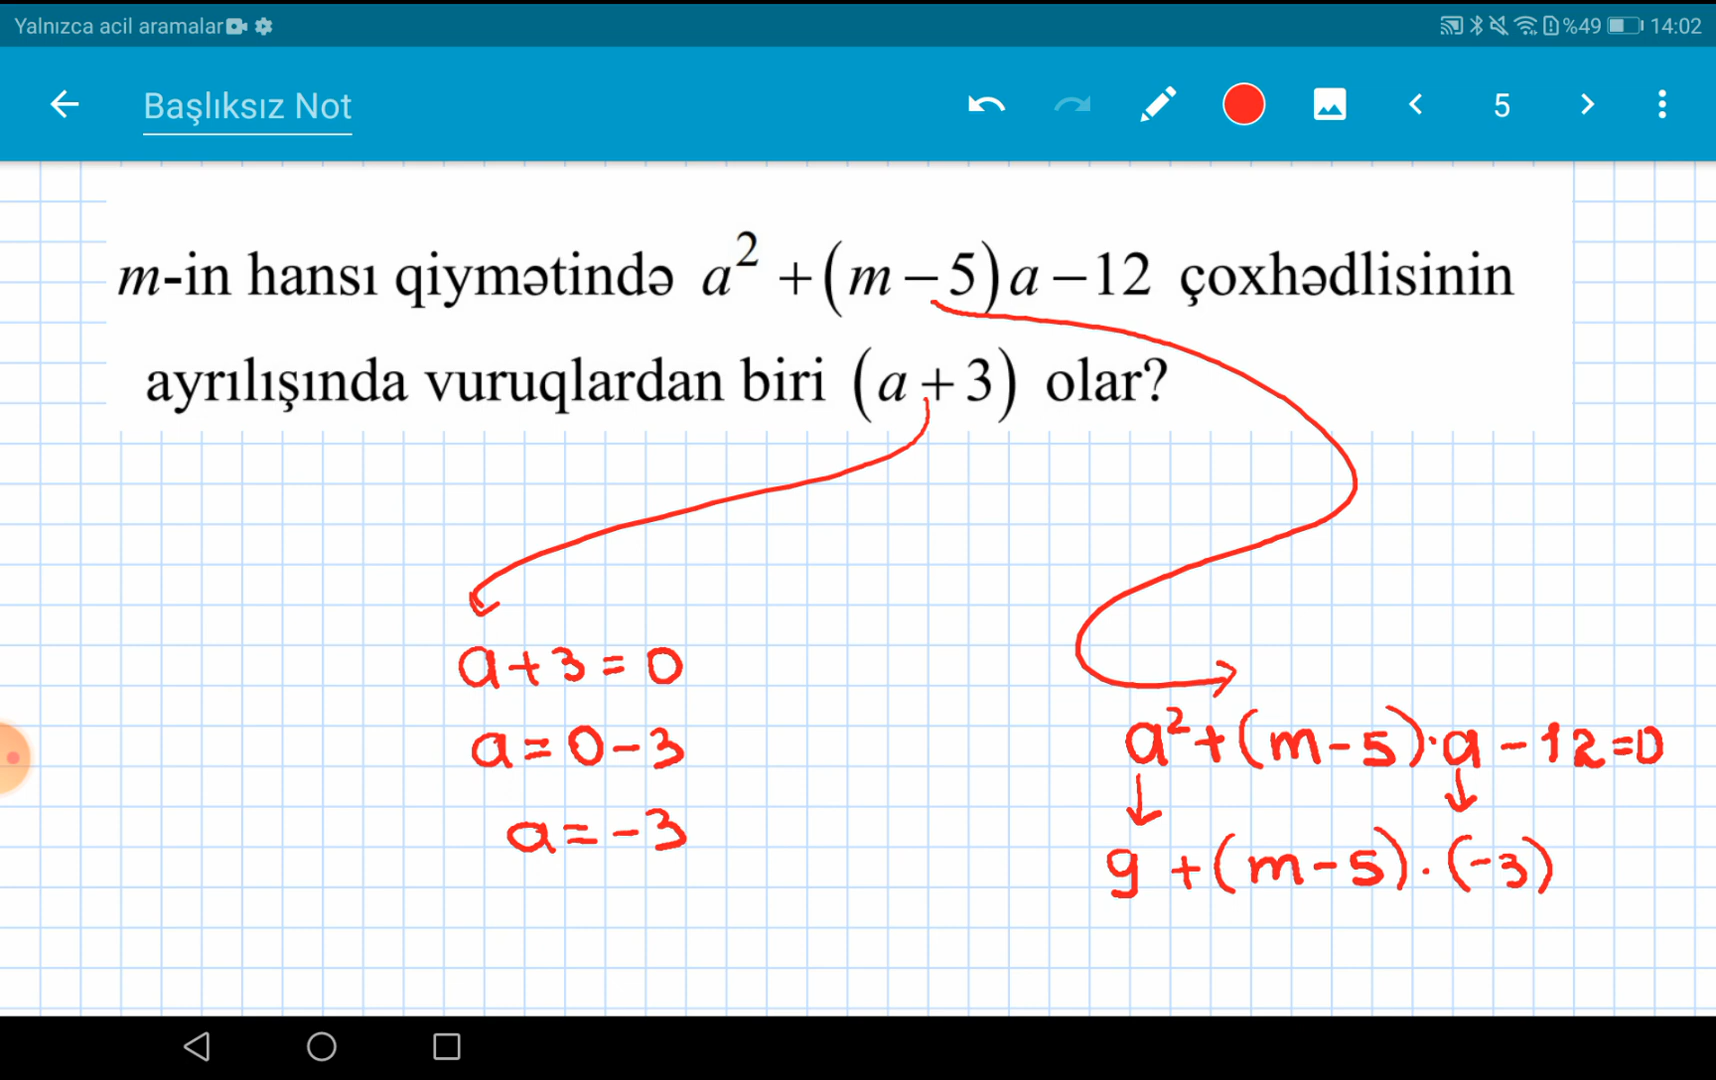 Yalnızca acil aramalar
%49 14:02
Başlıksız Not
5
m-in hansı qiymətində a² + (m − 5)a − 12 çoxhədlisinin
ayrılışında vuruqlardan biri (a + 3) olar?
a + 3 = 0
a = 0 − 3
a = −3
a² + (m − 5) · a − 12 = 0
9 + (m − 5) · (−3)